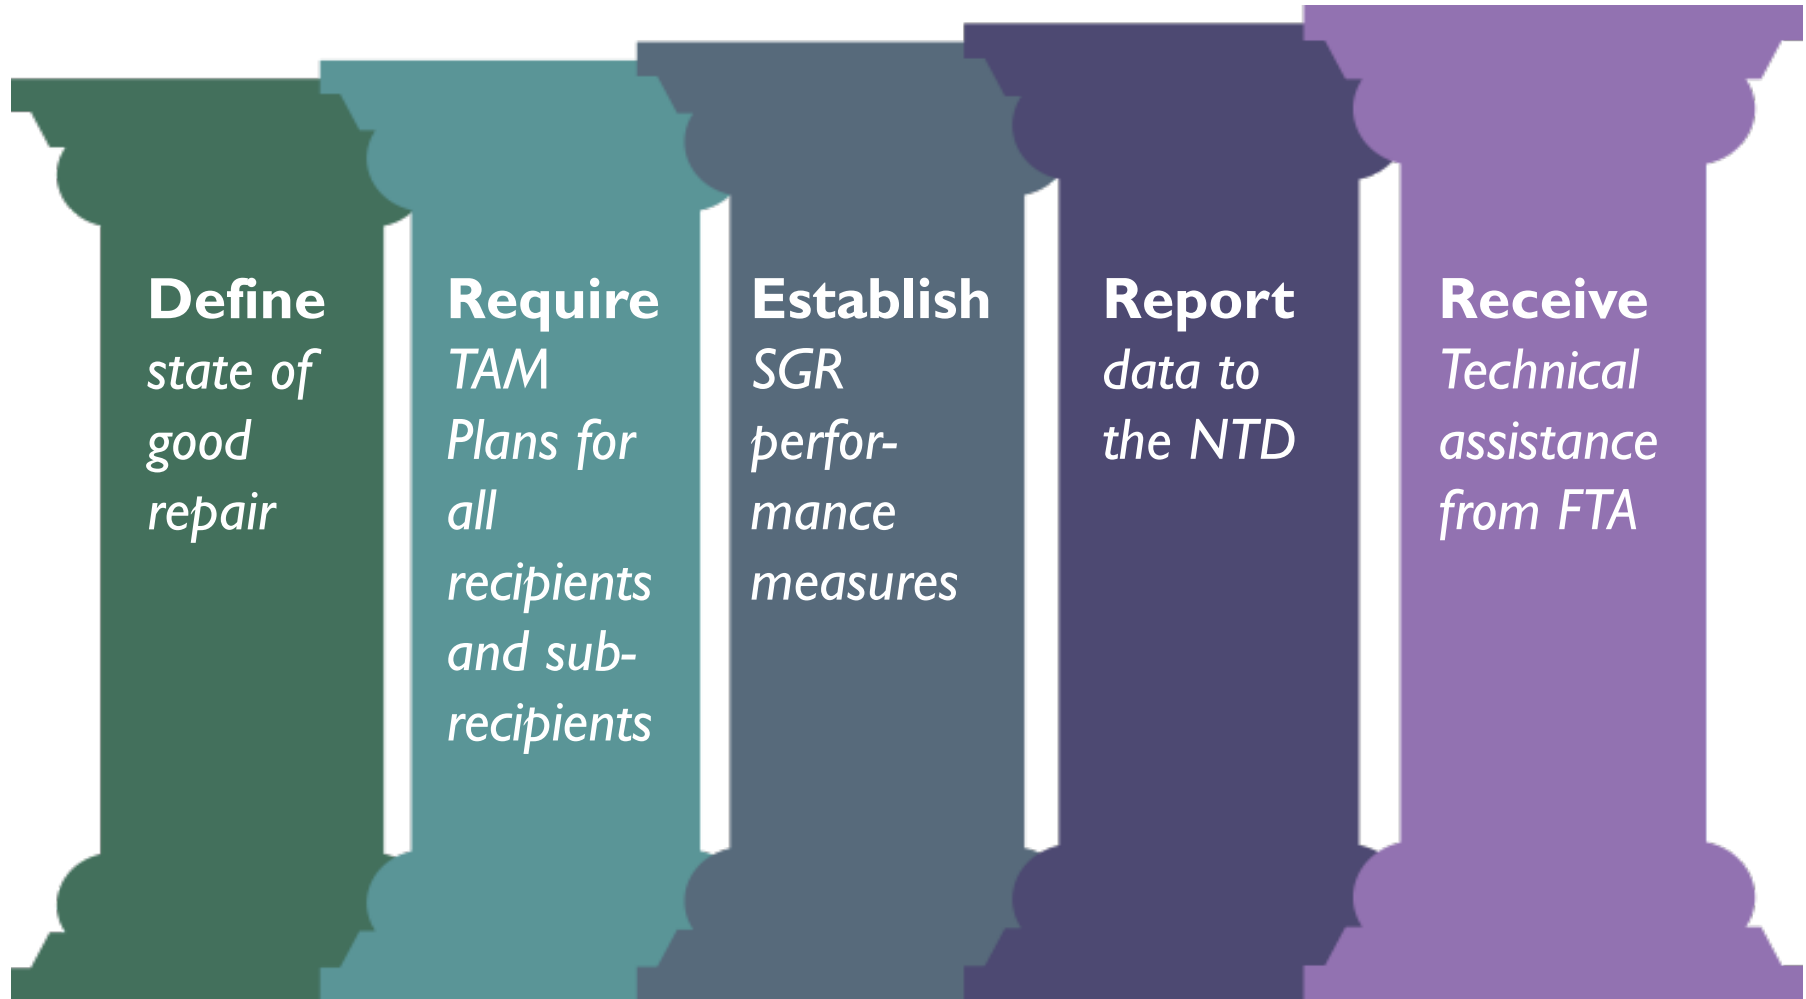 Define
state of
good
repair
Require
TAM
Plans for
all
recipients
and sub-
recipients
Establish
SGR
perfor-
mance
measures
Report
data to
the NTD
Receive
Technical
assistance
from FTA